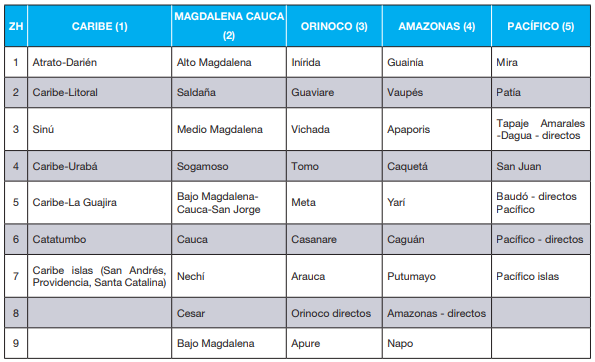 ZH CARIBE (1) MAGDALENA CAUCA (2) ORINOCO (3) AMAZONAS (4) PACÍFICO (5)
1 Atrato-Darién Alto Magdalena Inírida Guainía Mira
2 Caribe-Litoral Saldaña Guaviare Vaupés Patía
3 Sinú Medio Magdalena Vichada Apaporis Tapaje Amarales -Dagua - directos
4 Caribe-Urabá Sogamoso Tomo Caquetá San Juan
5 Caribe-La Guajira Bajo Magdalena-Cauca-San Jorge Meta Yarí Baudó - directos Pacífico
6 Catatumbo Cauca Casanare Caguán Pacífico - directos
7 Caribe islas (San Andrés, Providencia, Santa Catalina) Nechí Arauca Putumayo Pacífico islas
8 Cesar Orinoco directos Amazonas - directos
9 Bajo Magdalena Apure Napo